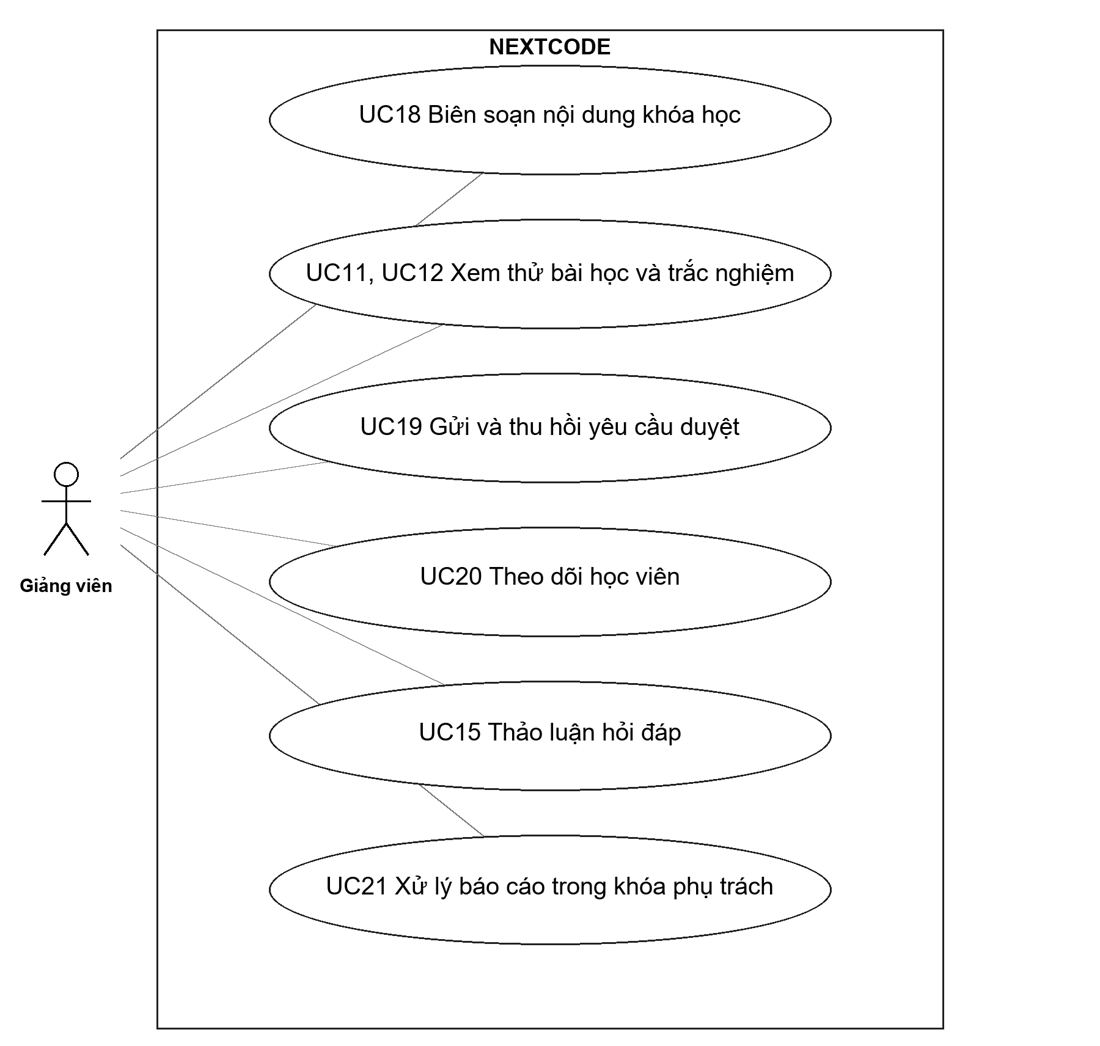 NEXTCODE
UC18 Biên soạn nội dung khóa học
UC11, UC12 Xem thử bài học và trắc nghiệm
UC19 Gửi và thu hồi yêu cầu duyệt
UC20 Theo dõi học viên
Giảng viên
UC15 Thảo luận hỏi đáp
UC21 Xử lý báo cáo trong khóa phụ trách